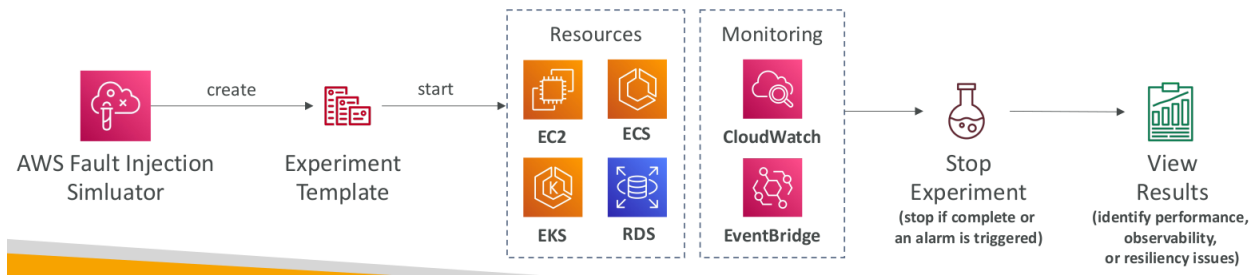 Resources
Monitoring
create
start
EC2
ECS
CloudWatch
AWS Fault Injection
Simluator
Experiment
Template
EKS
RDS
EventBridge
Stop
Experiment
(stop if complete or
an alarm is triggered)
View
Results
(identify performance,
observability,
or resiliency issues)
K